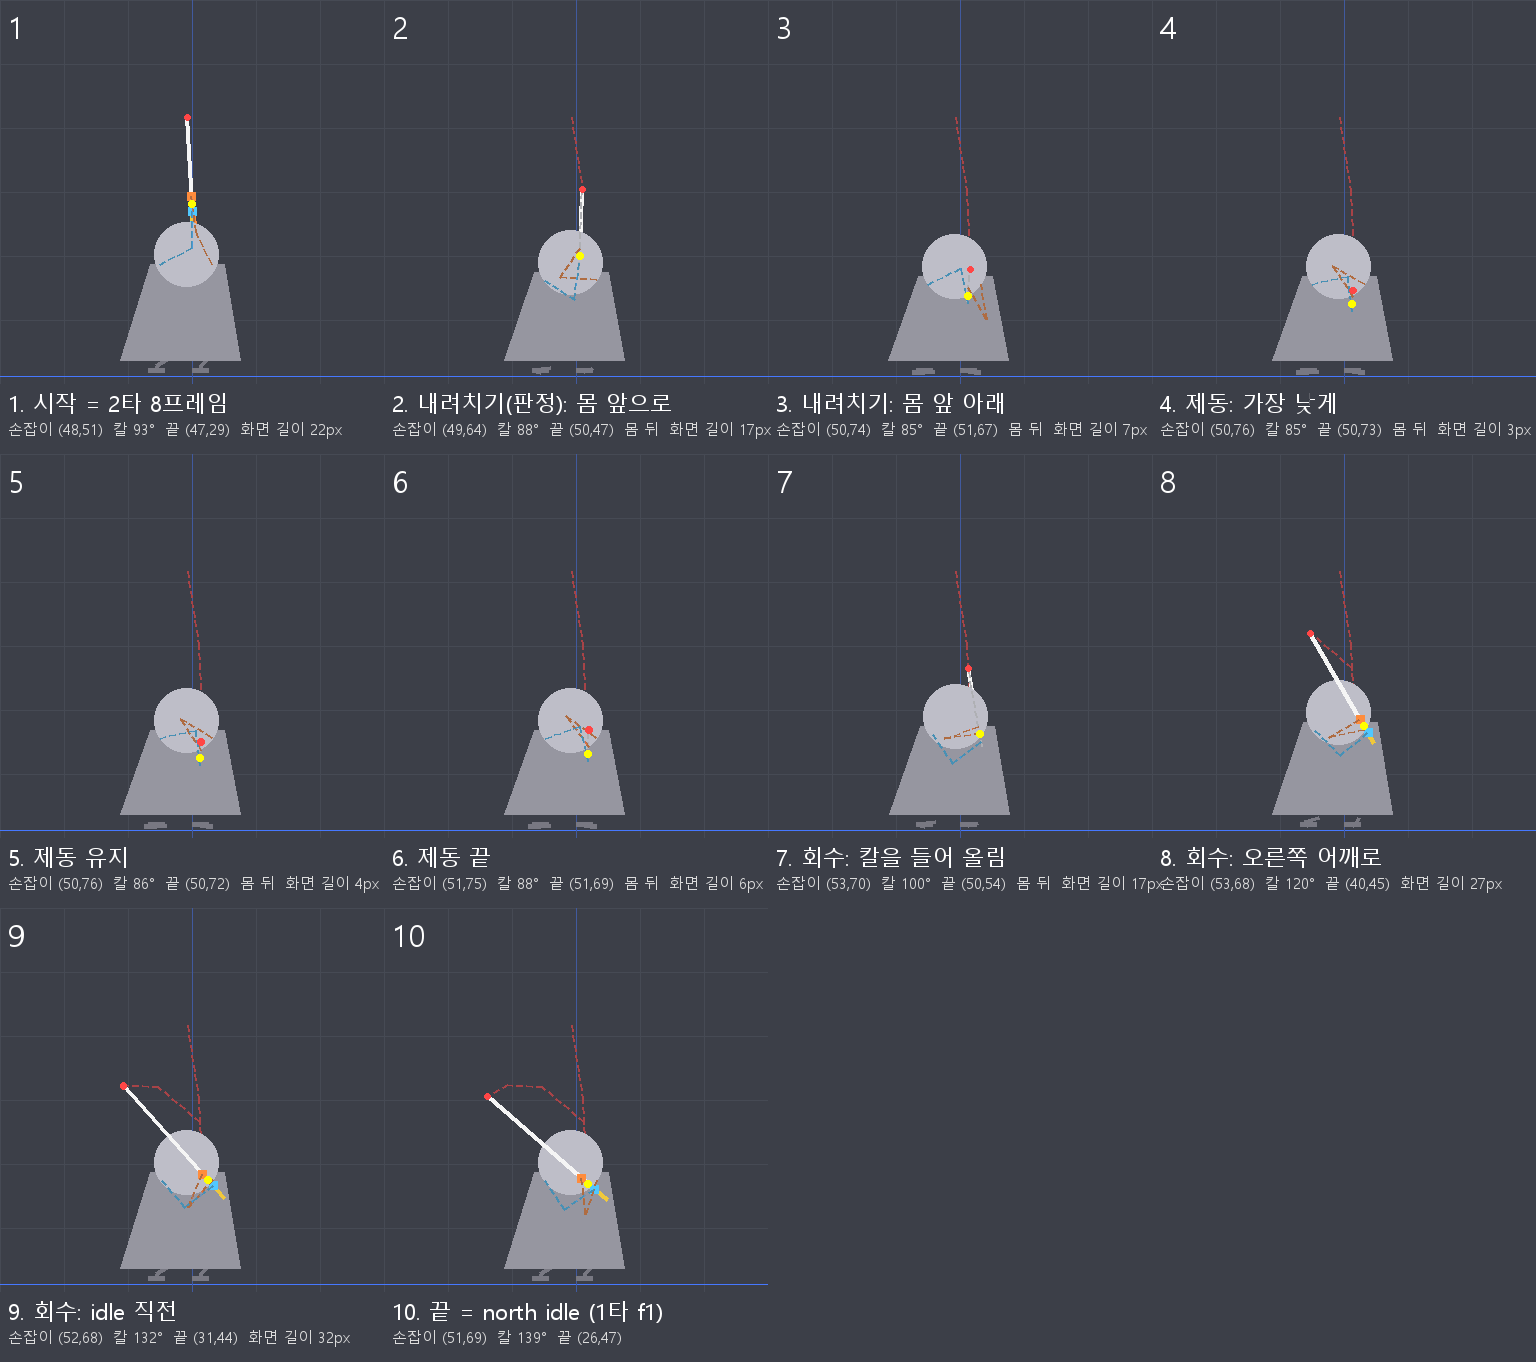 1
2
3
4
1. 시작 = 2타 8프레임
손잡이 (48,51) 칼 93° 끝 (47,29) 화면 길이 22px
2. 내려치기(판정): 몸 앞으로
손잡이 (49,64) 칼 88° 끝 (50,47) 몸 뒤 화면 길이 17px
3. 내려치기: 몸 앞 아래
손잡이 (50,74) 칼 85° 끝 (51,67) 몸 뒤 화면 길이 7px
4. 제동: 가장 낮게
손잡이 (50,76) 칼 85° 끝 (50,73) 몸 뒤 화면 길이 3px
5
6
7
8
5. 제동 유지
손잡이 (50,76) 칼 86° 끝 (50,72) 몸 뒤 화면 길이 4px
6. 제동 끝
손잡이 (51,75) 칼 88° 끝 (51,69) 몸 뒤 화면 길이 6px
7. 회수: 칼을 들어 올림
손잡이 (53,70) 칼 100° 끝 (50,54) 몸 뒤 화면 길이 17px
8. 회수: 오른쪽 어깨로
손잡이 (53,68) 칼 120° 끝 (40,45) 화면 길이 27px
9
10
9. 회수: idle 직전
손잡이 (52,68) 칼 132° 끝 (31,44) 화면 길이 32px
10. 끝 = north idle (1타 f1)
손잡이 (51,69) 칼 139° 끝 (26,47)